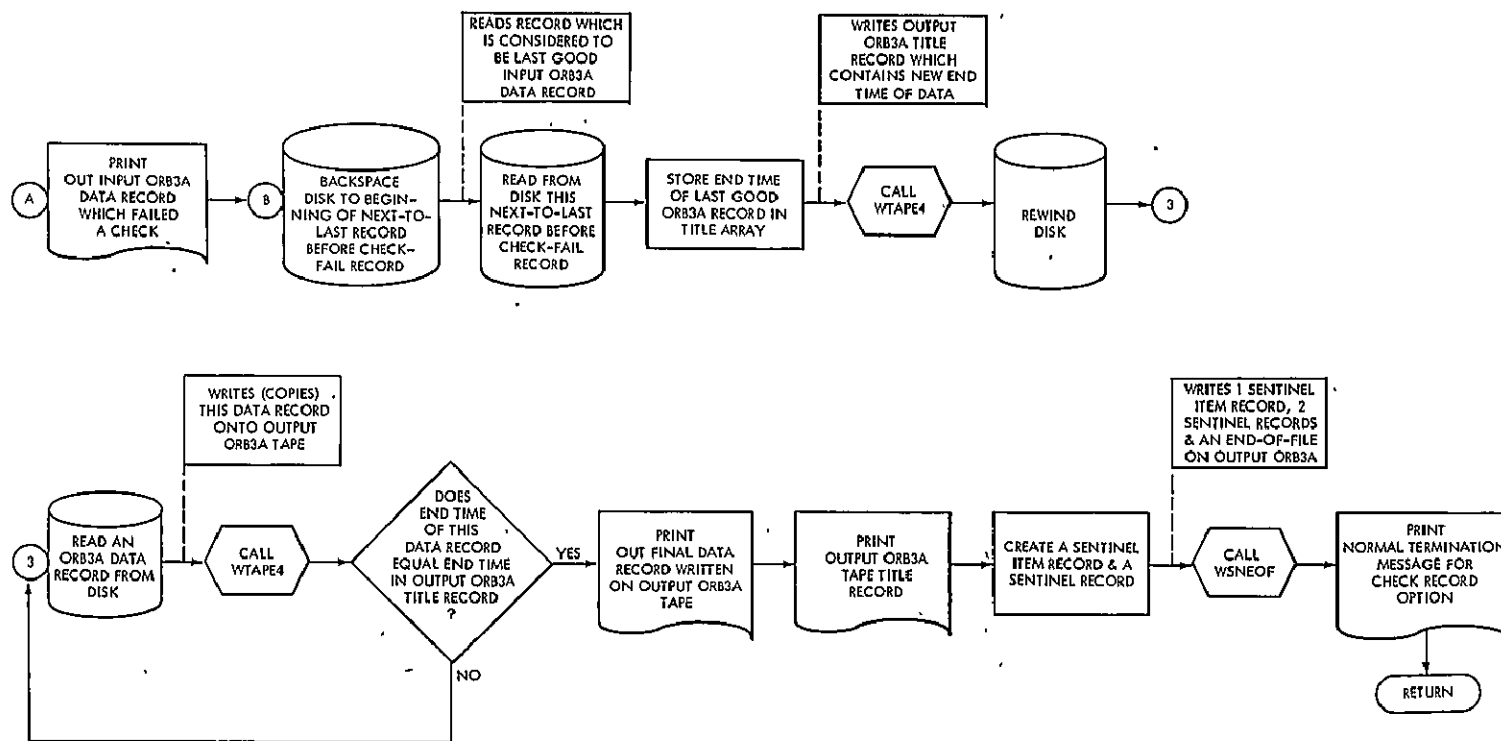 READS RECORD WHICH
IS CONSIDERED TO
BE LAST GOOD
INPUT ORB3A
DATA RECORD
WRITES OUTPUT
ORB3A TITLE
RECORD WHICH
CONTAINS NEW END
TIME OF DATA
A
PRINT
OUT INPUT ORB3A
DATA RECORD
WHICH FAILED
A CHECK
B
BACKSPACE
DISK TO BEGIN-
NING OF NEXT-TO-
LAST RECORD
BEFORE CHECK-
FAIL RECORD
READ FROM
DISK THIS
NEXT-TO-LAST
RECORD BEFORE
CHECK-FAIL
RECORD
STORE END TIME
OF LAST GOOD
ORB3A RECORD IN
TITLE ARRAY
CALL
WTAPE4
REWIND
DISK
3
WRITES (COPIES)
THIS DATA RECORD
ONTO OUTPUT
ORB3A TAPE
WRITES 1 SENTINEL
ITEM RECORD, 2
SENTINEL RECORDS
& AN END-OF-FILE
ON OUTPUT ORB3A
3
READ AN
ORB3A DATA
RECORD FROM
DISK
CALL
WTAPE4
DOES
END TIME
OF THIS
DATA RECORD
EQUAL END TIME
IN OUTPUT ORB3A
TITLE RECORD
?
YES
NO
PRINT
OUT FINAL DATA
RECORD WRITTEN
ON OUTPUT ORB3A
TAPE
PRINT
OUTPUT ORB3A
TAPE TITLE
RECORD
CREATE A SENTINEL
ITEM RECORD & A
SENTINEL RECORD
CALL
WSNEOF
PRINT
NORMAL TERMINATION
MESSAGE FOR
CHECK RECORD
OPTION
RETURN